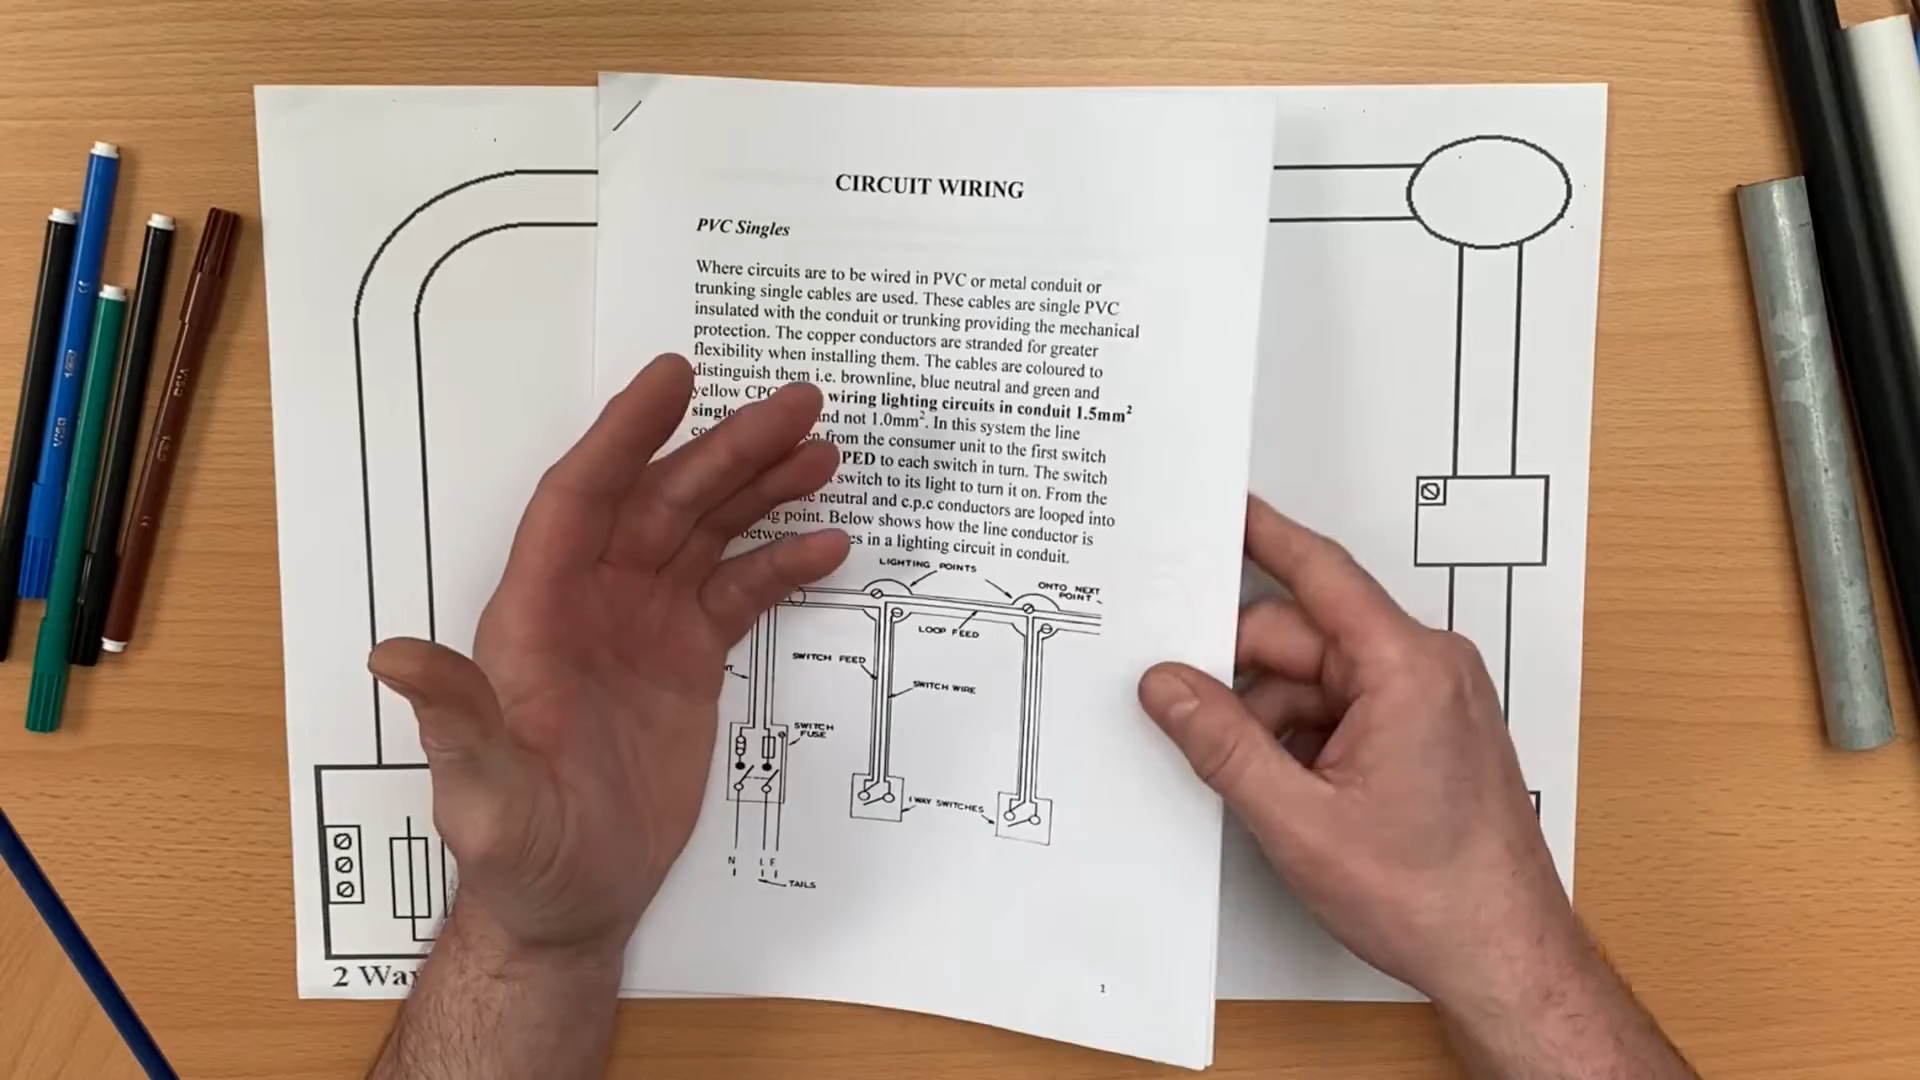 CIRCUIT WIRING
PVC Singles
Where circuits are to be wired in PVC or metal conduit or
trunking single cables are used. These cables are single PVC
insulated with the conduit or trunking providing the mechanical
protection. The copper conductors are stranded for greater
flexibility when installing them. The cables are coloured to
distinguish them i.e. brownline, blue neutral and green and
yellow CPC wiring lighting circuits in conduit 1.5mm²
single and not 1.0mm². In this system the line
from the consumer unit to the first switch
PED to each switch in turn. The switch
switch to its light to turn it on. From the
neutral and c.p.c conductors are looped into
point. Below shows how the line conductor is
between in a lighting circuit in conduit.
LIGHTING POINTS
ONTO NEXT
POINT
LOOP FEED
SWITCH FEED
SWITCH WIRE
SWITCH
FUSE
1 WAY SWITCHES
N L E
TAILS
2 Way
1